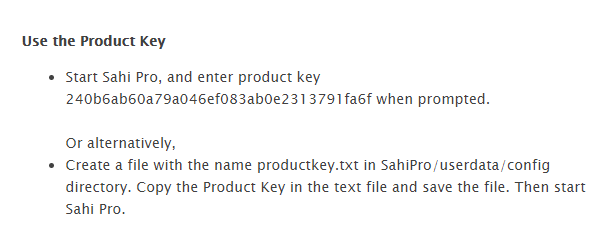 Use the Product Key
• Start Sahi Pro, and enter product key
240b6ab60a79a046ef083ab0e2313791fa6f when prompted.
Or alternatively,
• Create a file with the name productkey.txt in SahiPro/userdata/config
directory. Copy the Product Key in the text file and save the file. Then start
Sahi Pro.